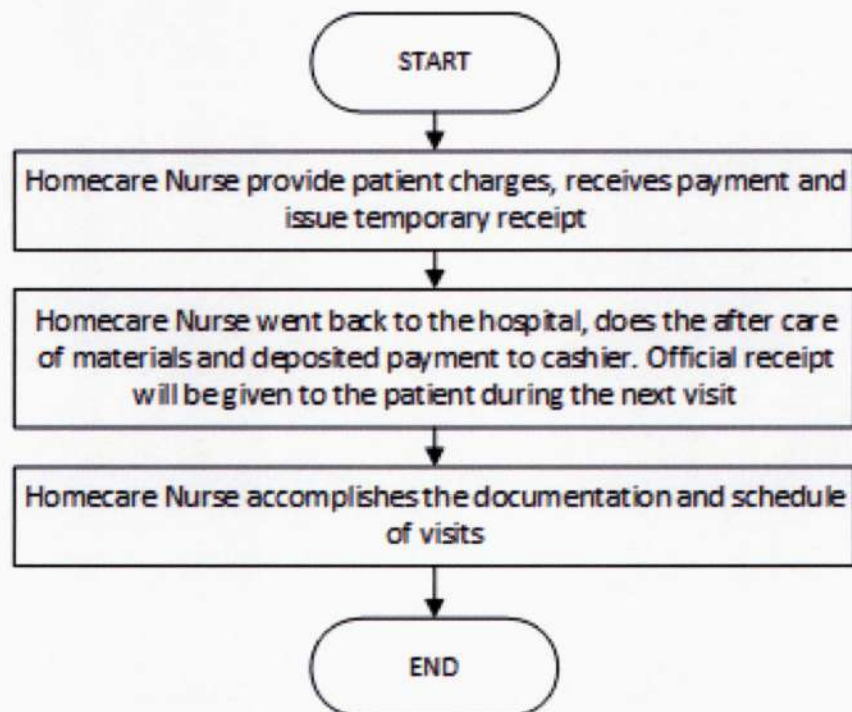 START
Homecare Nurse provide patient charges, receives payment and
issue temporary receipt
Homecare Nurse went back to the hospital, does the after care
of materials and deposited payment to cashier. Official receipt
will be given to the patient during the next visit
Homecare Nurse accomplishes the documentation and schedule
of visits
END